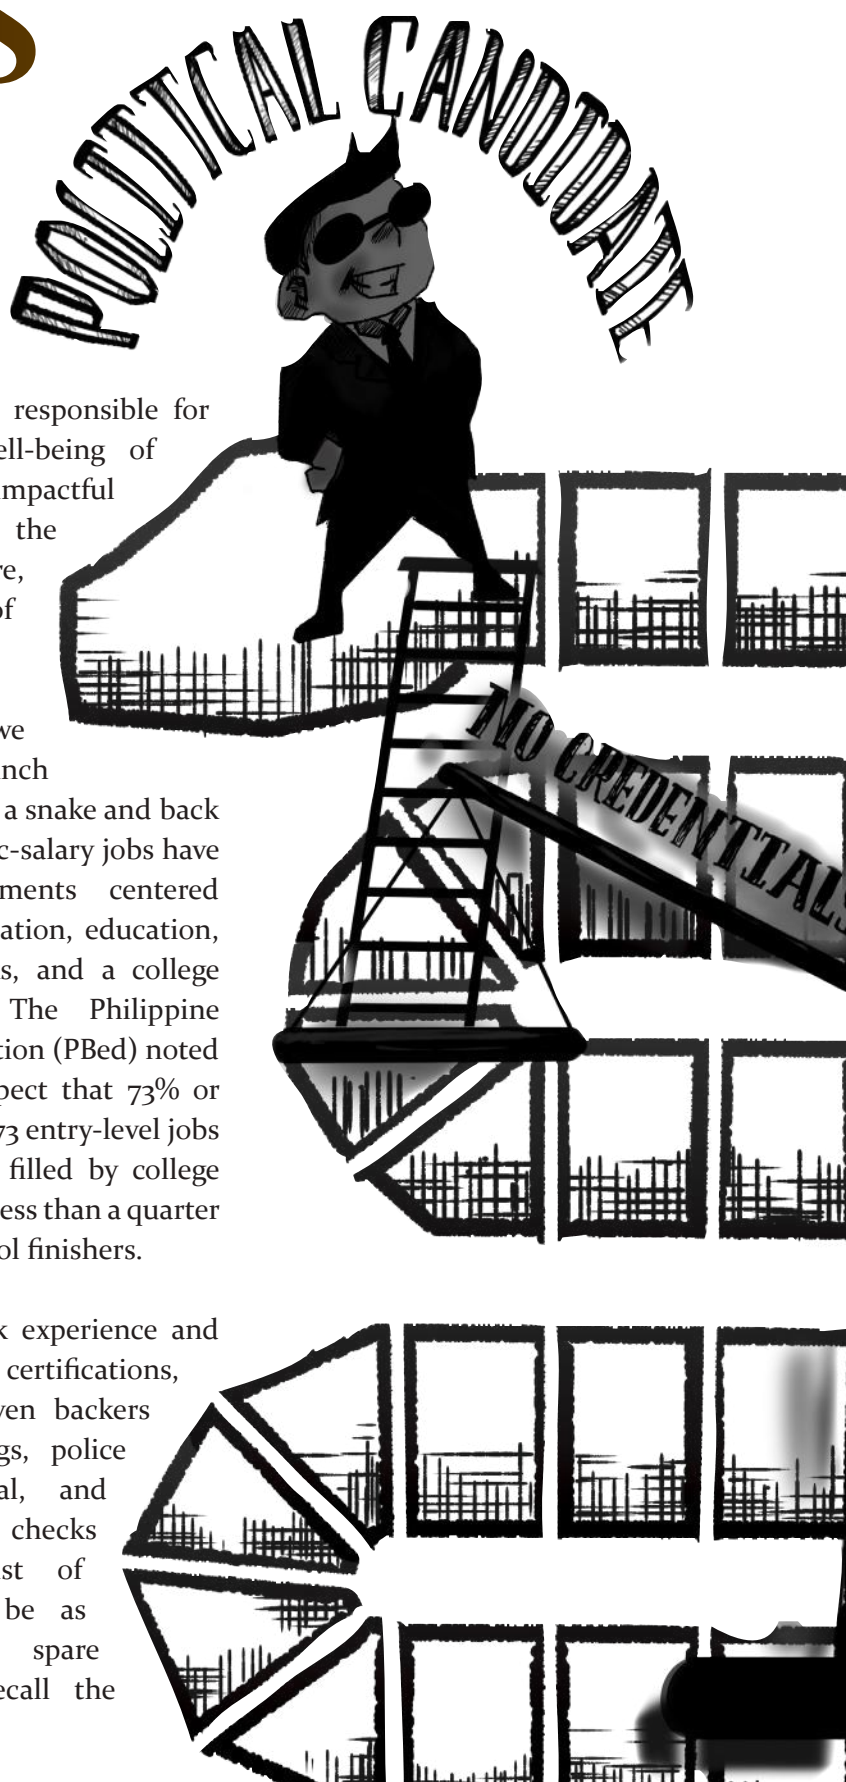 POLITICAL CANDIDATE
responsible for
ell-being of
impactful
the
re,
of
we
nch
a snake and back
c-salary jobs have
ments centered
ation, education,
s, and a college
The Philippine
tion (PBed) noted
pect that 73% or
73 entry-level jobs
filled by college
ess than a quarter
ol finishers.
NO CREDENTIALS
k experience and
certifications,
ven backers
gs, police
al, and
checks
st of
be as
spare
ecall the